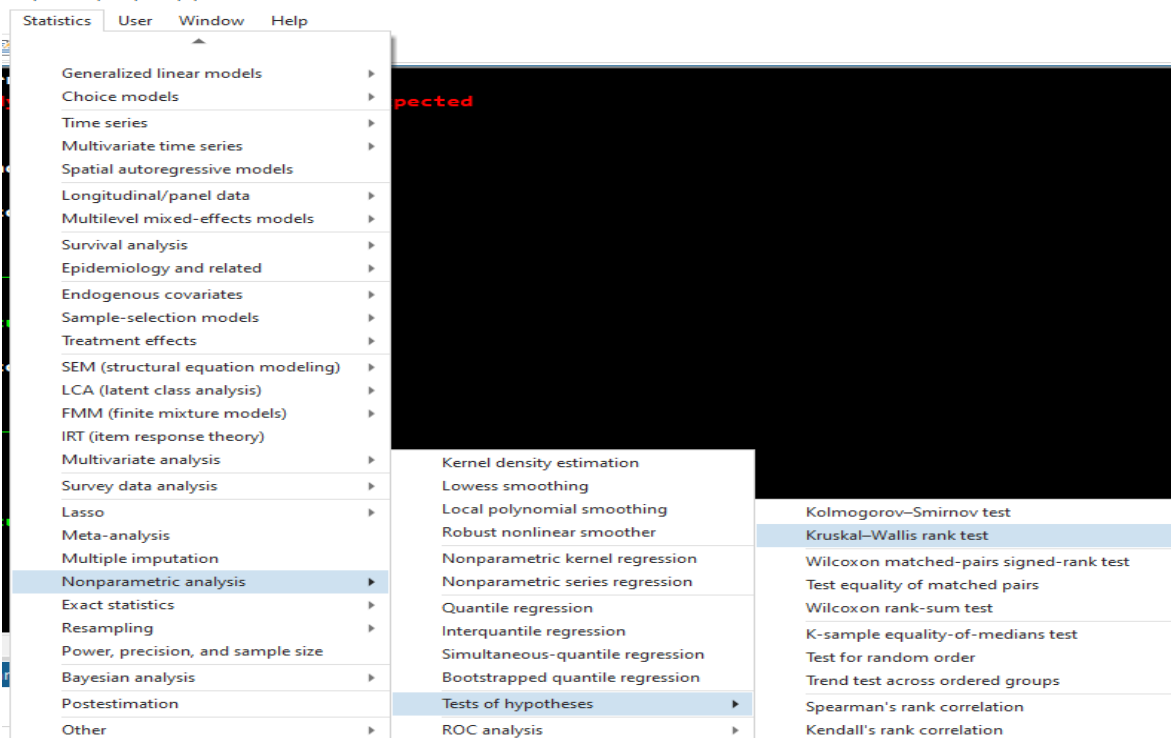 Statistics User Window Help
pected
Generalized linear models
Choice models
Time series
Multivariate time series
Spatial autoregressive models
Longitudinal/panel data
Multilevel mixed-effects models
Survival analysis
Epidemiology and related
Endogenous covariates
Sample-selection models
Treatment effects
SEM (structural equation modeling)
LCA (latent class analysis)
FMM (finite mixture models)
IRT (item response theory)
Multivariate analysis
Survey data analysis
Lasso
Meta-analysis
Multiple imputation
Nonparametric analysis
Exact statistics
Resampling
Power, precision, and sample size
Bayesian analysis
Postestimation
Other
Kernel density estimation
Lowess smoothing
Local polynomial smoothing
Robust nonlinear smoother
Nonparametric kernel regression
Nonparametric series regression
Quantile regression
Interquantile regression
Simultaneous-quantile regression
Bootstrapped quantile regression
Tests of hypotheses
ROC analysis
Kolmogorov–Smirnov test
Kruskal–Wallis rank test
Wilcoxon matched-pairs signed-rank test
Test equality of matched pairs
Wilcoxon rank-sum test
K-sample equality-of-medians test
Test for random order
Trend test across ordered groups
Spearman's rank correlation
Kendall's rank correlation